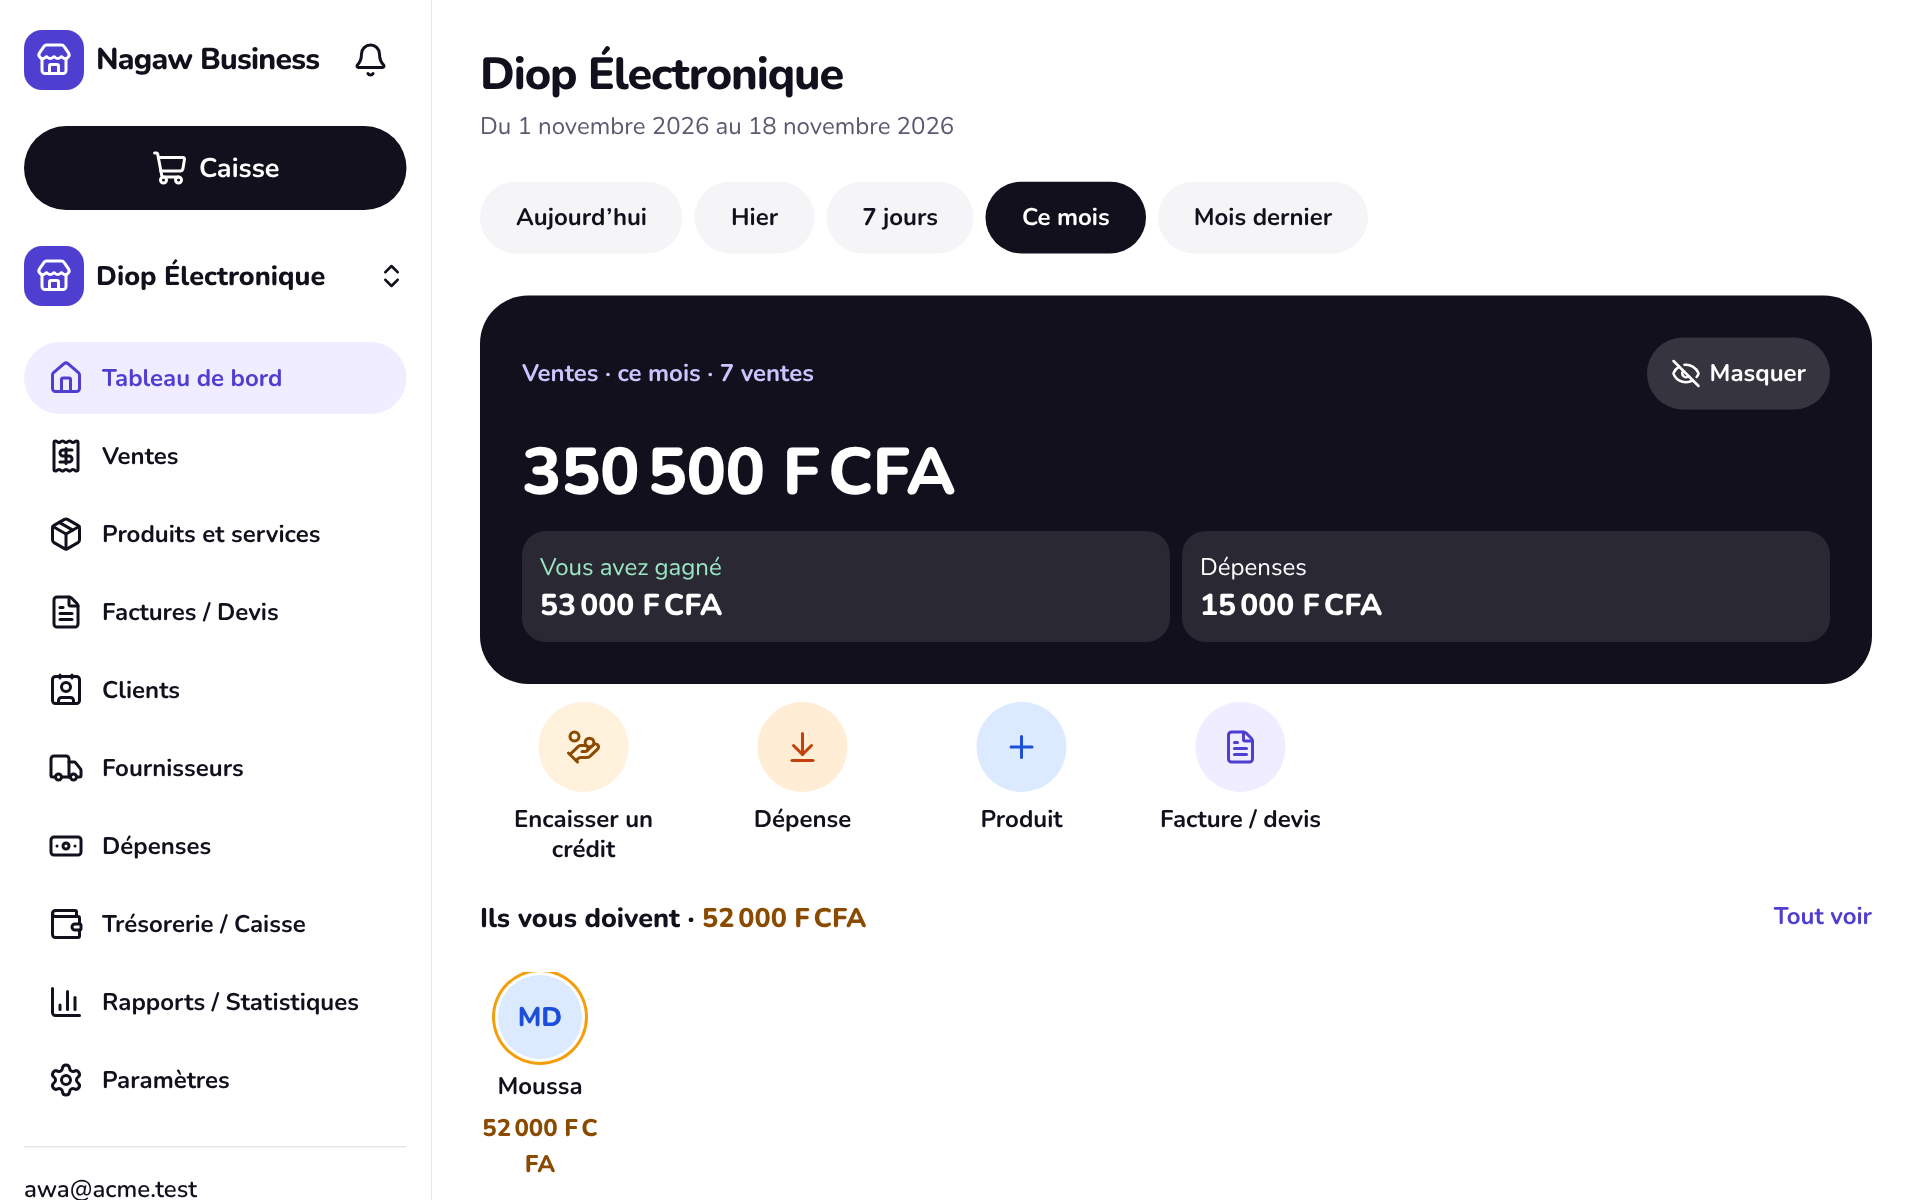 Nagaw Business
Caisse
Diop Électronique
Tableau de bord
Ventes
Produits et services
Factures / Devis
Clients
Fournisseurs
Dépenses
Trésorerie / Caisse
Rapports / Statistiques
Paramètres
awa@acme.test
Diop Électronique
Du 1 novembre 2026 au 18 novembre 2026
Aujourd’hui
Hier
7 jours
Ce mois
Mois dernier
Ventes · ce mois · 7 ventes
Masquer
350 500 F CFA
Vous avez gagné
53 000 F CFA
Dépenses
15 000 F CFA
Encaisser un
crédit
Dépense
Produit
Facture / devis
Ils vous doivent · 52 000 F CFA
Tout voir
MD
Moussa
52 000 F C
FA